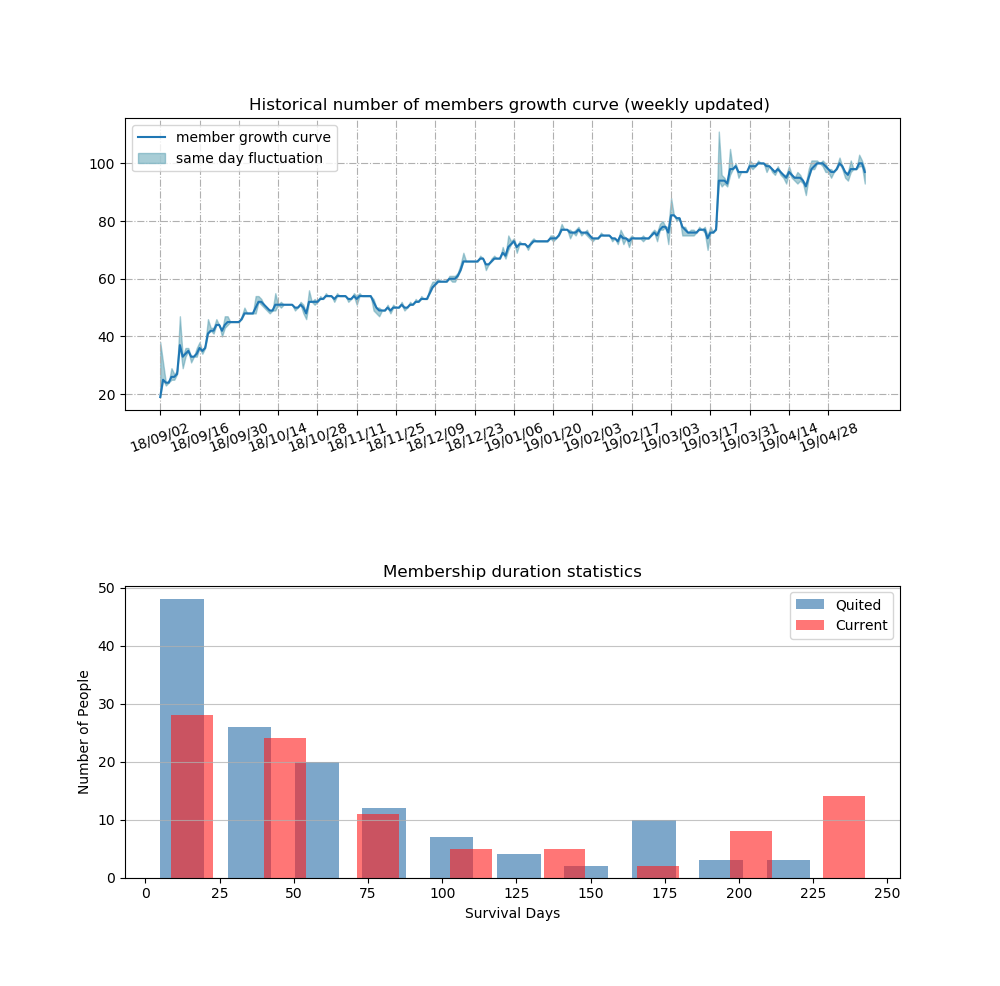 Historical number of members growth curve (weekly updated)
member growth curve
same day fluctuation
100
80
60
40
20
18/09/02 18/09/16 18/09/30 18/10/14 18/10/28 18/11/11 18/11/25 18/12/09 18/12/23 19/01/06 19/01/20 19/02/03 19/02/17 19/03/03 19/03/17 19/03/31 19/04/14 19/04/28
Membership duration statistics
Quited
Current
50
40
30
20
10
0
Number of People
0 25 50 75 100 125 150 175 200 225 250
Survival Days